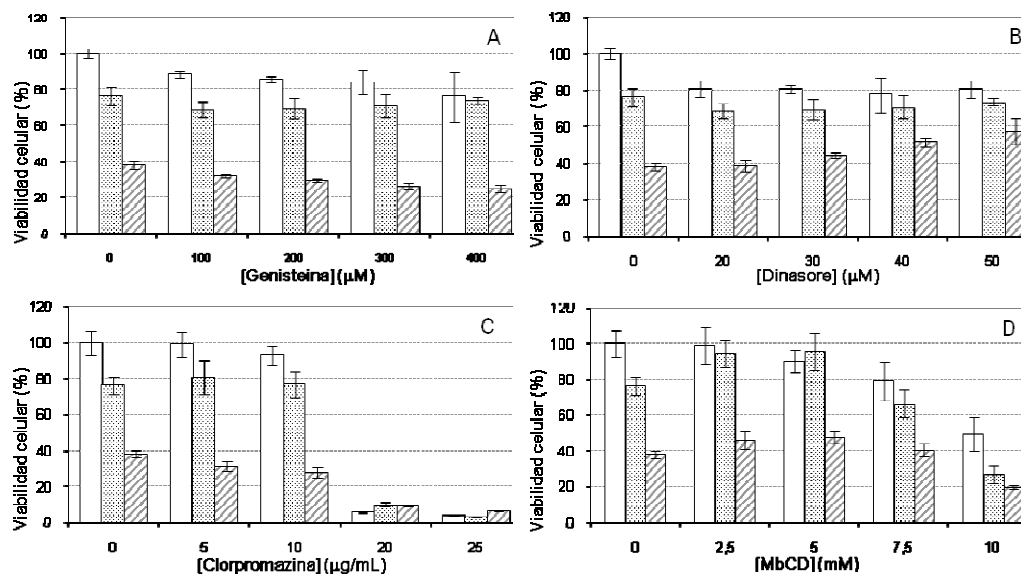 A
Viabilidad celular (%)
120
100
80
60
40
20
0
0 100 200 300 400
[Genisteina] (µM)
B
Viabilidad celular (%)
120
100
80
60
40
20
0
0 20 30 40 50
[Dinasore] (µM)
C
Viabilidad celular (%)
120
100
80
60
40
20
0
0 5 10 20 25
[Clorpromazina] (µg/mL)
D
Viabilidad celular (%)
120
100
80
60
40
20
0
0 2,5 5 7,5 10
[MbCD] (mM)